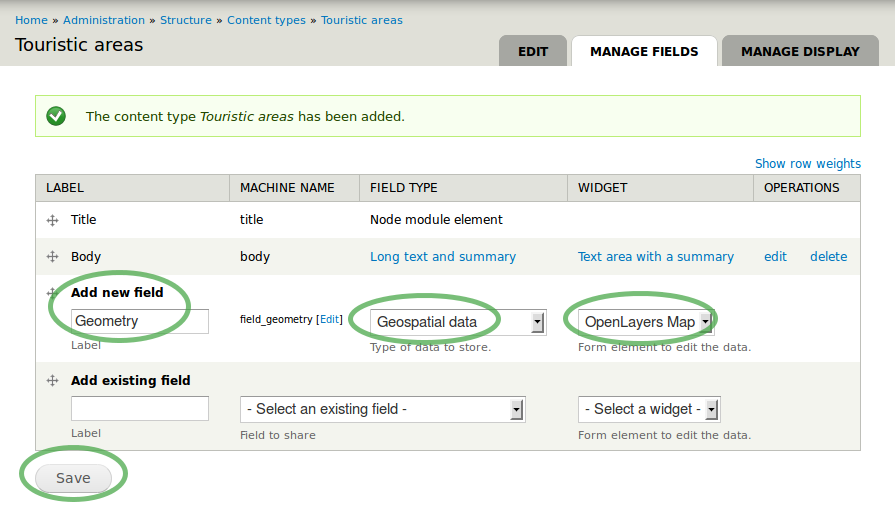 Home » Administration » Structure » Content types » Touristic areas
Touristic areas
EDIT MANAGE FIELDS MANAGE DISPLAY
The content type Touristic areas has been added.
Show row weights
LABEL MACHINE NAME FIELD TYPE WIDGET OPERATIONS
Title title Node module element
Body body Long text and summary Text area with a summary edit delete
Add new field
Geometry field_geometry [Edit] Geospatial data OpenLayers Map
Label Type of data to store. Form element to edit the data.
Add existing field
- Select an existing field - - Select a widget -
Label Field to share Form element to edit the data.
Save